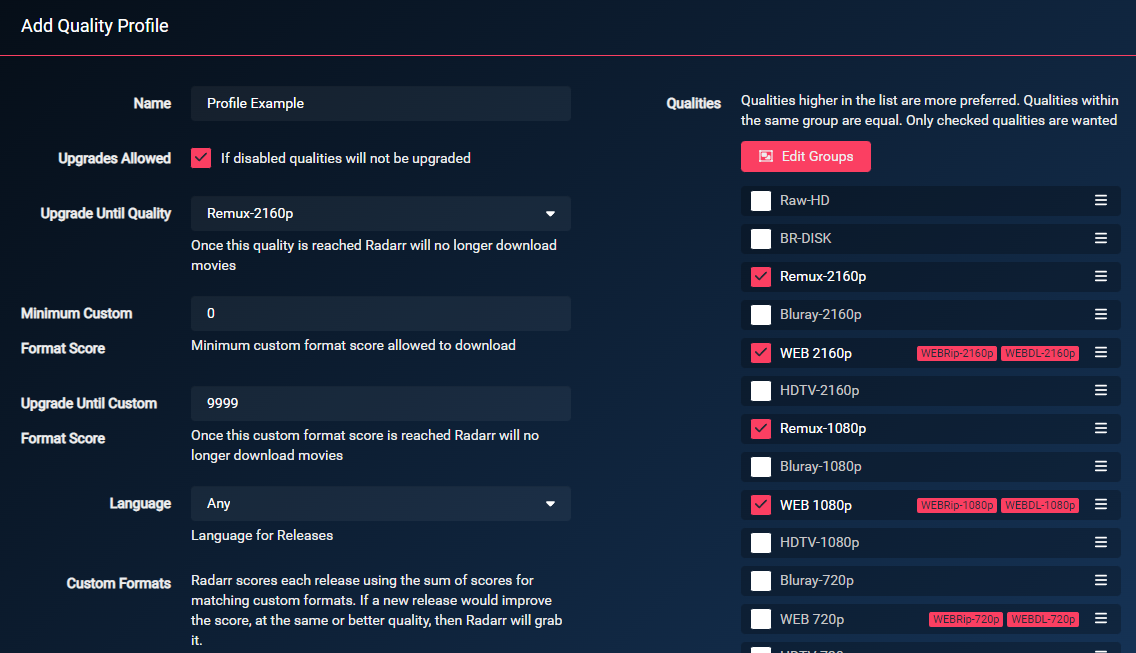 Add Quality Profile
Name
Profile Example
Upgrades Allowed
If disabled qualities will not be upgraded
Upgrade Until Quality
Remux-2160p
Once this quality is reached Radarr will no longer download
movies
Minimum Custom
Format Score
0
Minimum custom format score allowed to download
Upgrade Until Custom
Format Score
9999
Once this custom format score is reached Radarr will no
longer download movies
Language
Any
Language for Releases
Custom Formats
Radarr scores each release using the sum of scores for
matching custom formats. If a new release would improve
the score, at the same or better quality, then Radarr will grab
it.
Qualities
Qualities higher in the list are more preferred. Qualities within
the same group are equal. Only checked qualities are wanted
Edit Groups
Raw-HD
BR-DISK
Remux-2160p
Bluray-2160p
WEB 2160p WEBRip-2160p WEBDL-2160p
HDTV-2160p
Remux-1080p
Bluray-1080p
WEB 1080p WEBRip-1080p WEBDL-1080p
HDTV-1080p
Bluray-720p
WEB 720p WEBRip-720p WEBDL-720p